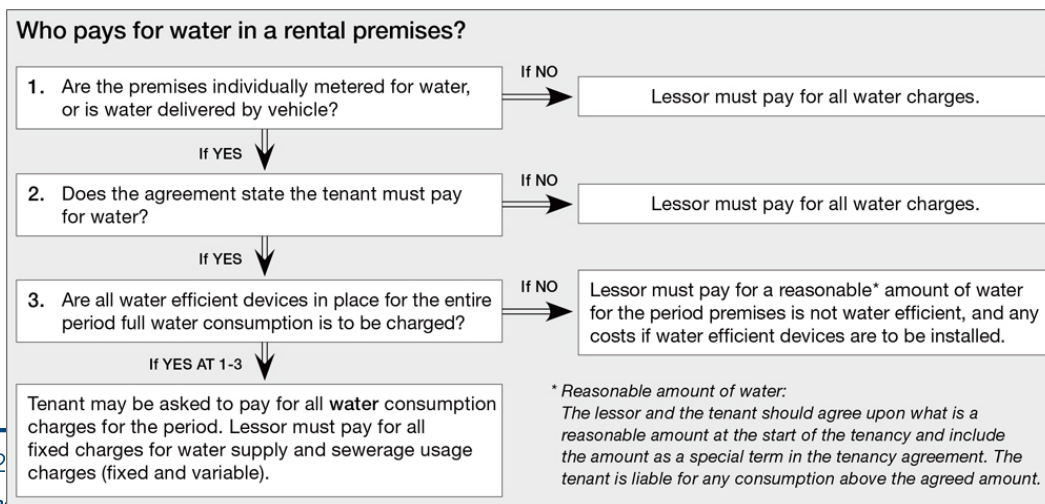 Who pays for water in a rental premises?
1. Are the premises individually metered for water,
or is water delivered by vehicle?
If NO
Lessor must pay for all water charges.
If YES
2. Does the agreement state the tenant must pay
for water?
If NO
Lessor must pay for all water charges.
If YES
3. Are all water efficient devices in place for the entire
period full water consumption is to be charged?
If NO
Lessor must pay for a reasonable* amount of water
for the period premises is not water efficient, and any
costs if water efficient devices are to be installed.
If YES AT 1-3
Tenant may be asked to pay for all water consumption
charges for the period. Lessor must pay for all
fixed charges for water supply and sewerage usage
charges (fixed and variable).
* Reasonable amount of water:
The lessor and the tenant should agree upon what is a
reasonable amount at the start of the tenancy and include
the amount as a special term in the tenancy agreement. The
tenant is liable for any consumption above the agreed amount.